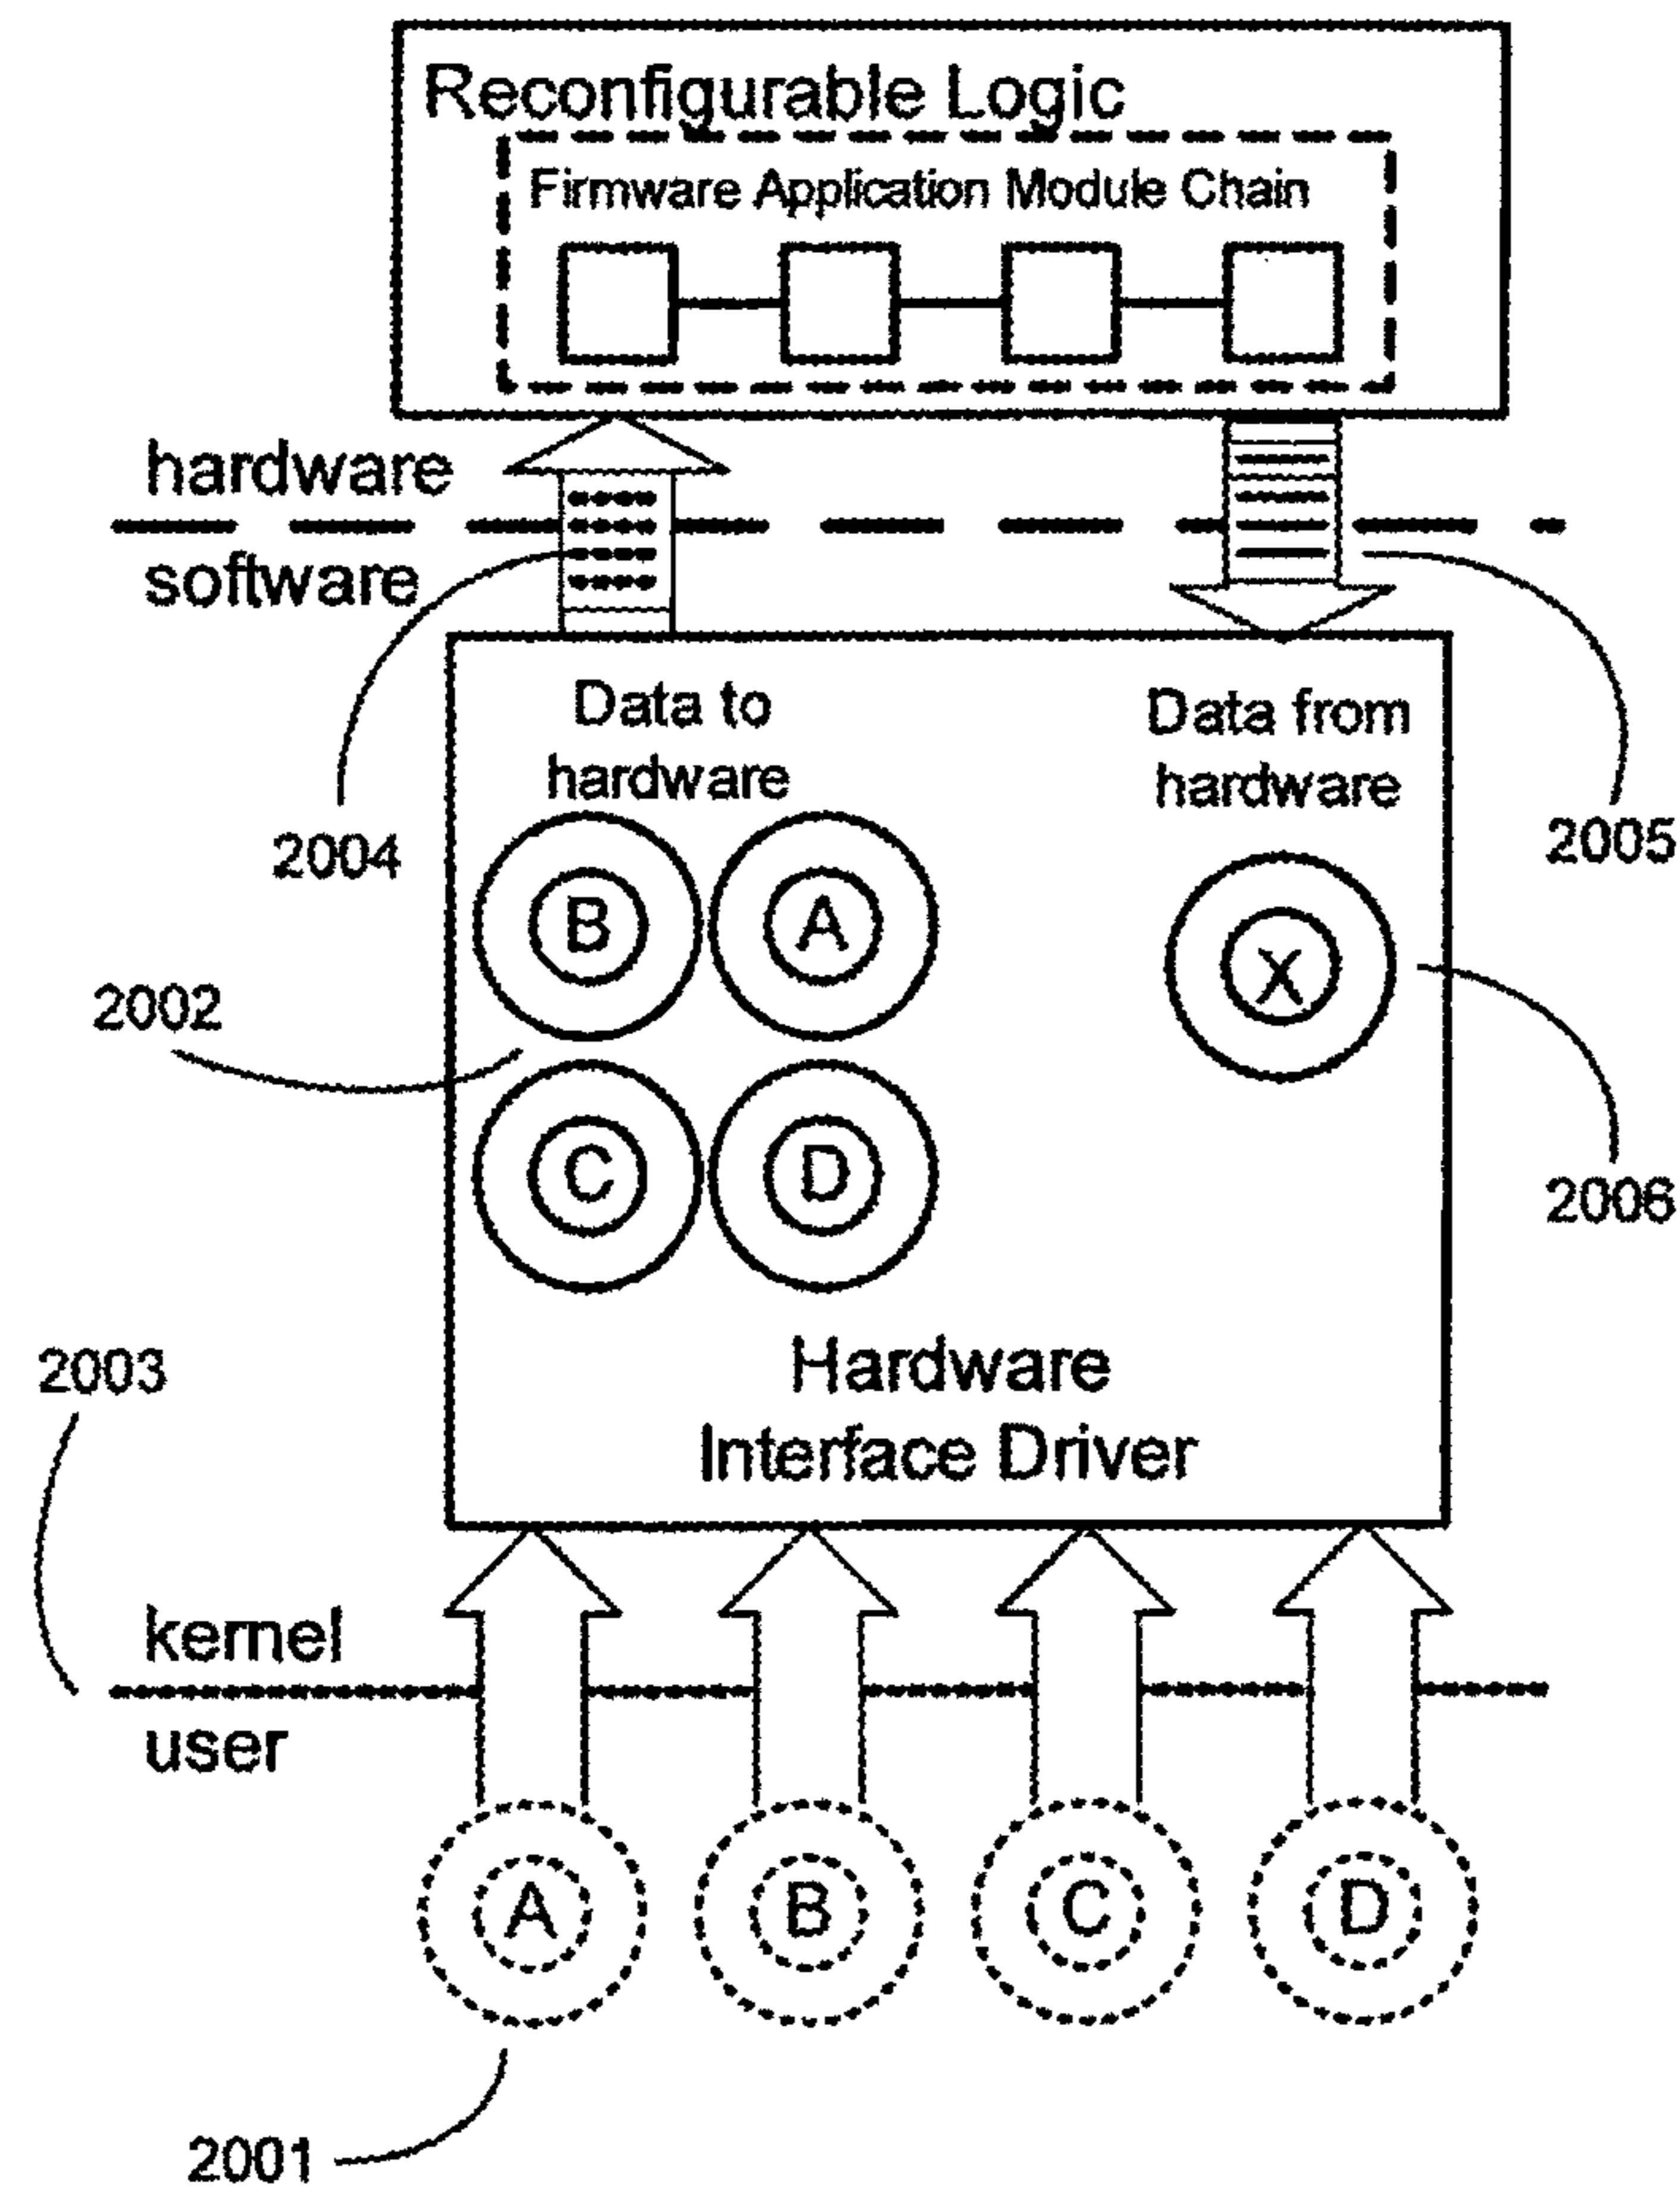 Reconfigurable Logic
Firmware Application Module Chain
hardware
software
Data to
hardware
Data from
hardware
2004
2005
B
A
X
2002
C
D
2006
Hardware
Interface Driver
2003
kernel
user
A
B
C
D
2001